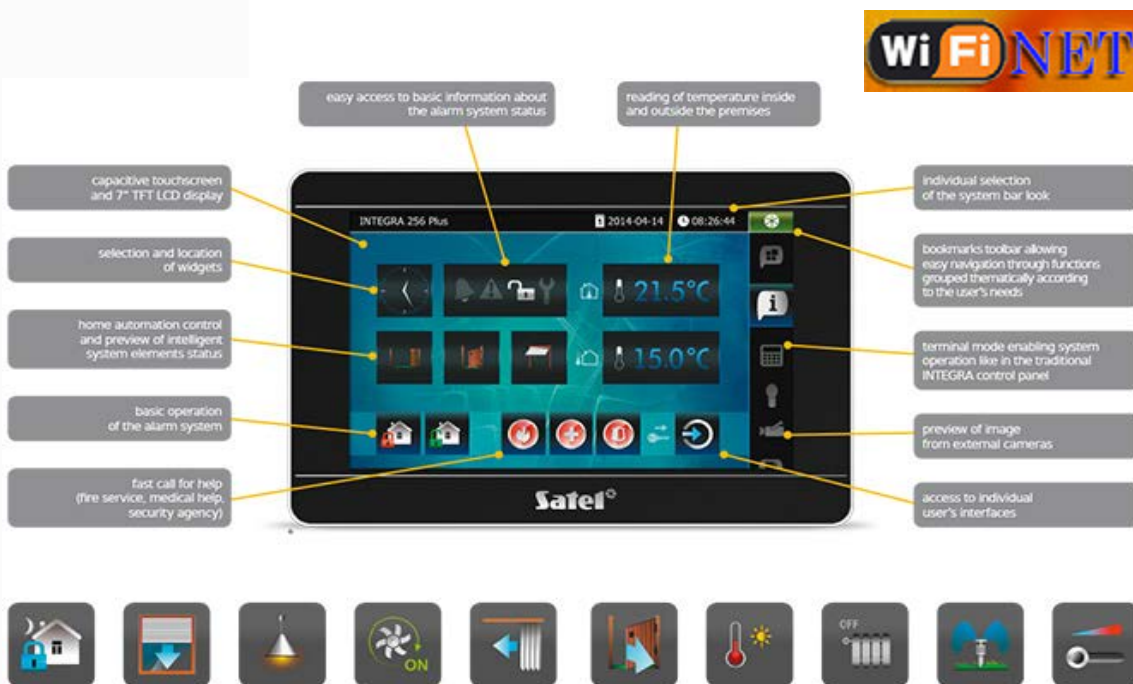 Wi Fi NET
easy access to basic information about
the alarm system status
reading of temperature inside
and outside the premises
capacitive touchscreen
and 7" TFT LCD display
selection and location
of widgets
home automation control
and preview of intelligent
system elements status
basic operation
of the alarm system
fast call for help
(fire service, medical help,
security agency)
INTEGRA 256 Plus
2014-04-14
08:26:44
21.5°C
15.0°C
i
Satel
individual selection
of the system bar look
bookmarks toolbar allowing
easy navigation through functions
grouped thematically according
to the user's needs
terminal mode enabling system
operation like in the traditional
INTEGRA control panel
preview of image
from external cameras
access to individual
user's interfaces
ON
OFF